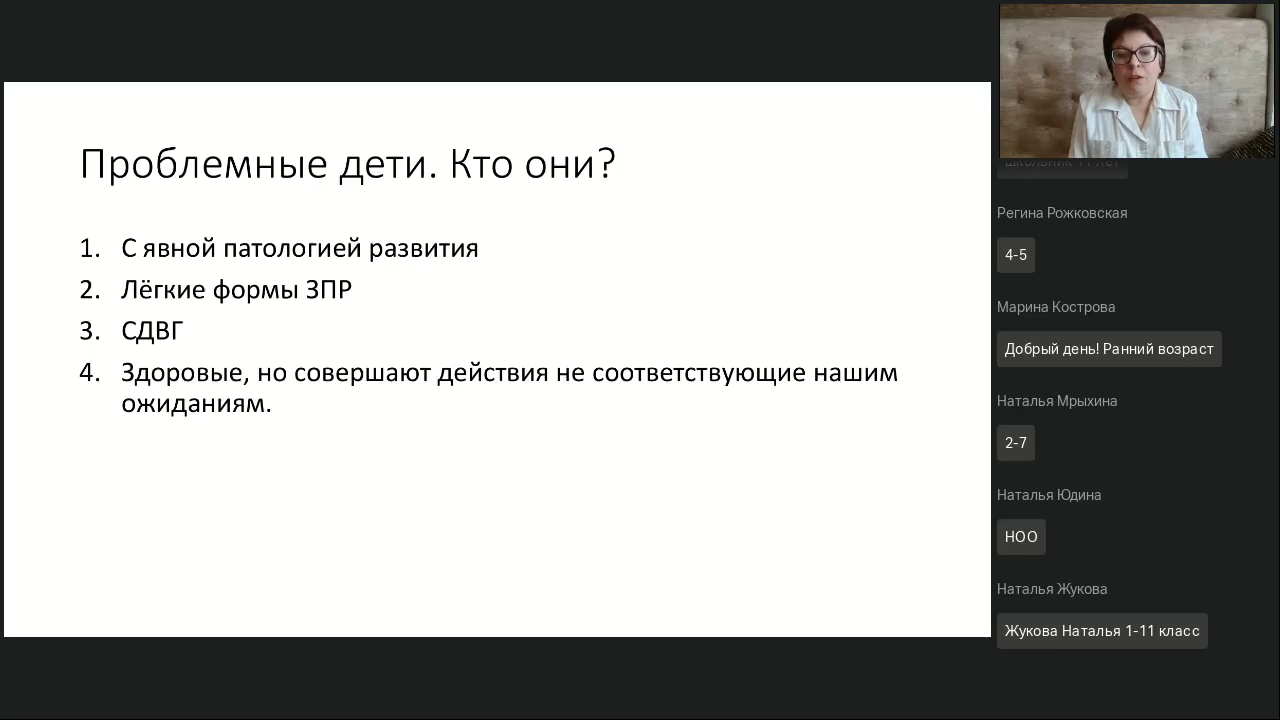 Проблемные дети. Кто они?
1. С явной патологией развития
2. Лёгкие формы ЗПР
3. СДВГ
4. Здоровые, но совершают действия не соответствующие нашим
ожиданиям.
Регина Рожковская
4-5
Марина Кострова
Добрый день! Ранний возраст
Наталья Мрыхина
2-7
Наталья Юдина
НОО
Наталья Жукова
Жукова Наталья 1-11 класс